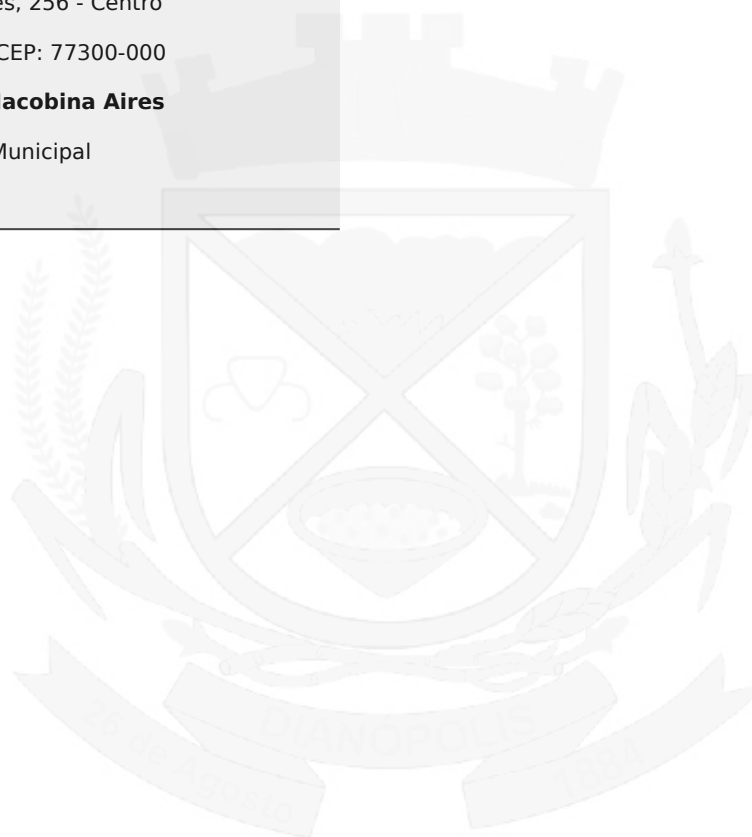 es, 256 - Centro
CEP: 77300-000
Jacobina Aires
Municipal
DIANOPOLIS
26 de Agosto
1884